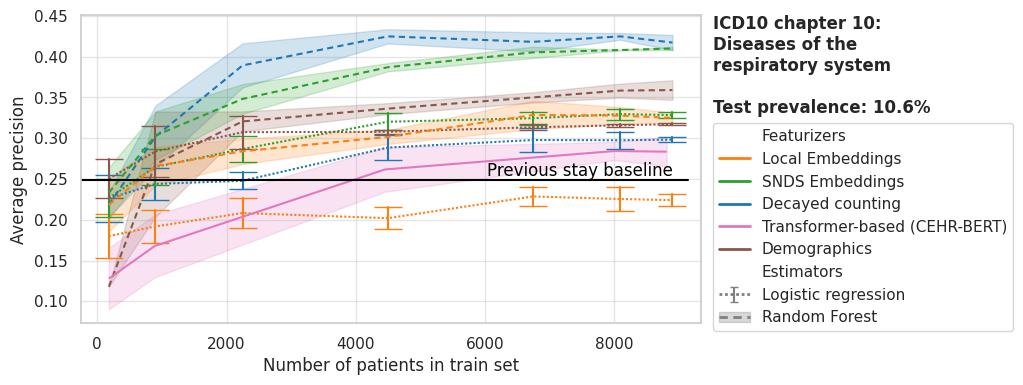 0.45
0.40
0.35
0.30
0.25
0.20
0.15
0.10
Average precision
0
2000
4000
6000
8000
Number of patients in train set
Previous stay baseline
ICD10 chapter 10:
Diseases of the
respiratory system
Test prevalence: 10.6%
Featurizers
Local Embeddings
SNDS Embeddings
Decayed counting
Transformer-based (CEHR-BERT)
Demographics
Estimators
Logistic regression
Random Forest